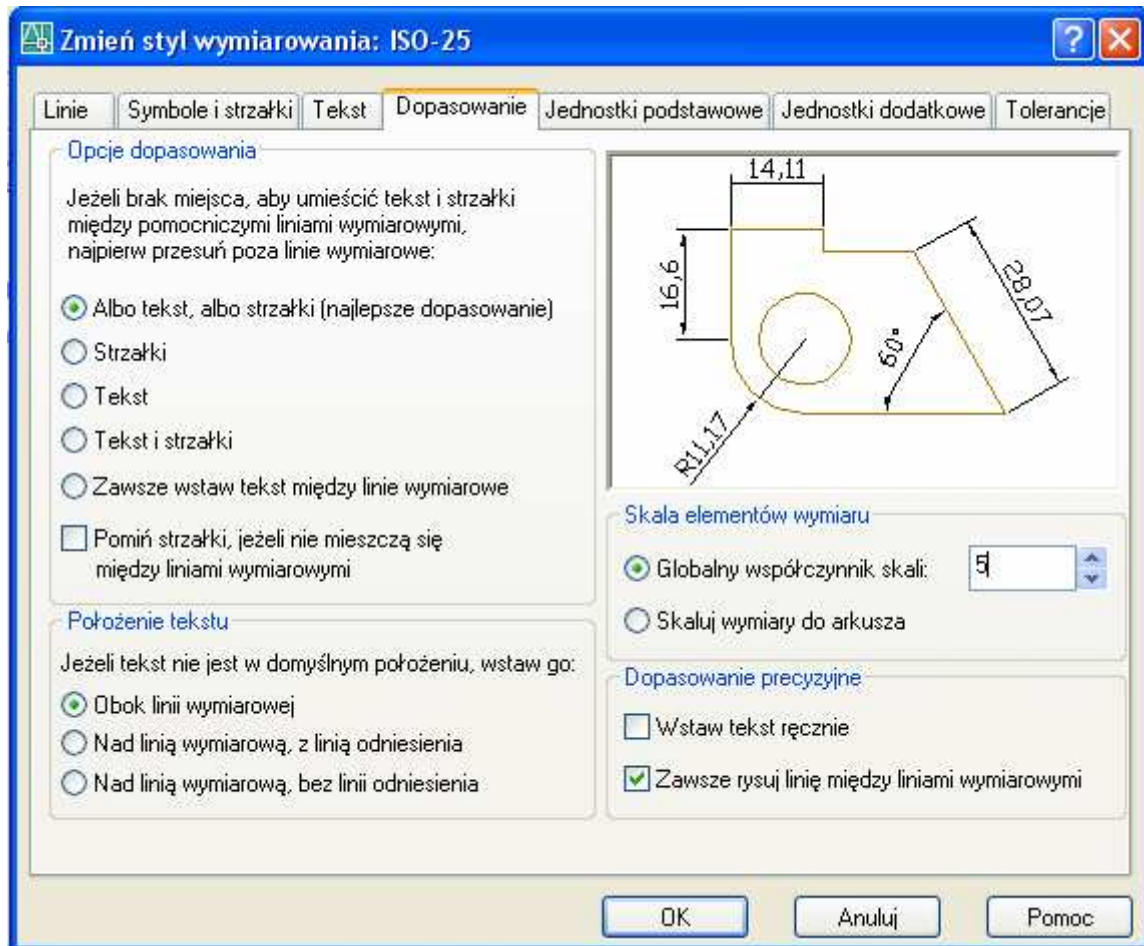 Zmień styl wymiarowania: ISO-25
Linie
Symbole i strzałki
Tekst
Dopasowanie
Jednostki podstawowe
Jednostki dodatkowe
Tolerancje
Opcje dopasowania
Jeżeli brak miejsca, aby umieścić tekst i strzałki
między pomocniczymi liniami wymiarowymi,
najpierw przesuń poza linie wymiarowe:
Albo tekst, albo strzałki (najlepsze dopasowanie)
Strzałki
Tekst
Tekst i strzałki
Zawsze wstaw tekst między linie wymiarowe
Pomiń strzałki, jeżeli nie mieszczą się
między liniami wymiarowymi
Położenie tekstu
Jeżeli tekst nie jest w domyślnym położeniu, wstaw go:
Obok linii wymiarowej
Nad linią wymiarową, z linią odniesienia
Nad linią wymiarową, bez linii odniesienia
14,11
16,6
28,07
60°
R11,17
Skala elementów wymiaru
Globalny współczynnik skali:
5
Skaluj wymiary do arkusza
Dopasowanie precyzyjne
Wstaw tekst ręcznie
Zawsze rysuj linię między liniami wymiarowymi
OK
Anuluj
Pomoc